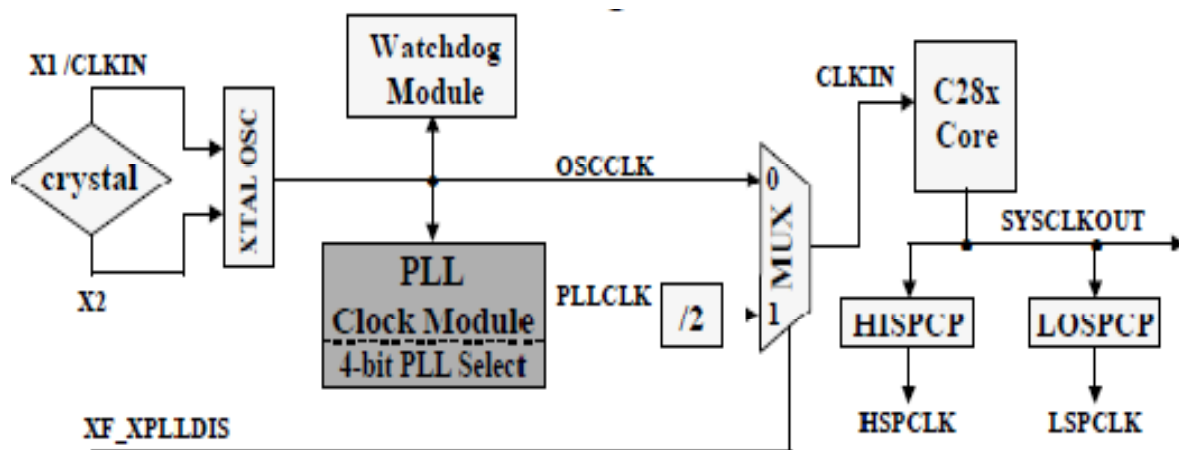 X1 /CLKIN
crystal
X2
XTAL OSC
Watchdog
Module
OSCCLK
PLL
Clock Module
4-bit PLL Select
PLLCLK
/2
0
MUX
1
XF_XPLLDIS
CLKIN
C28x
Core
SYSCLKOUT
HISPCP
LOSPCP
HSPCLK
LSPCLK